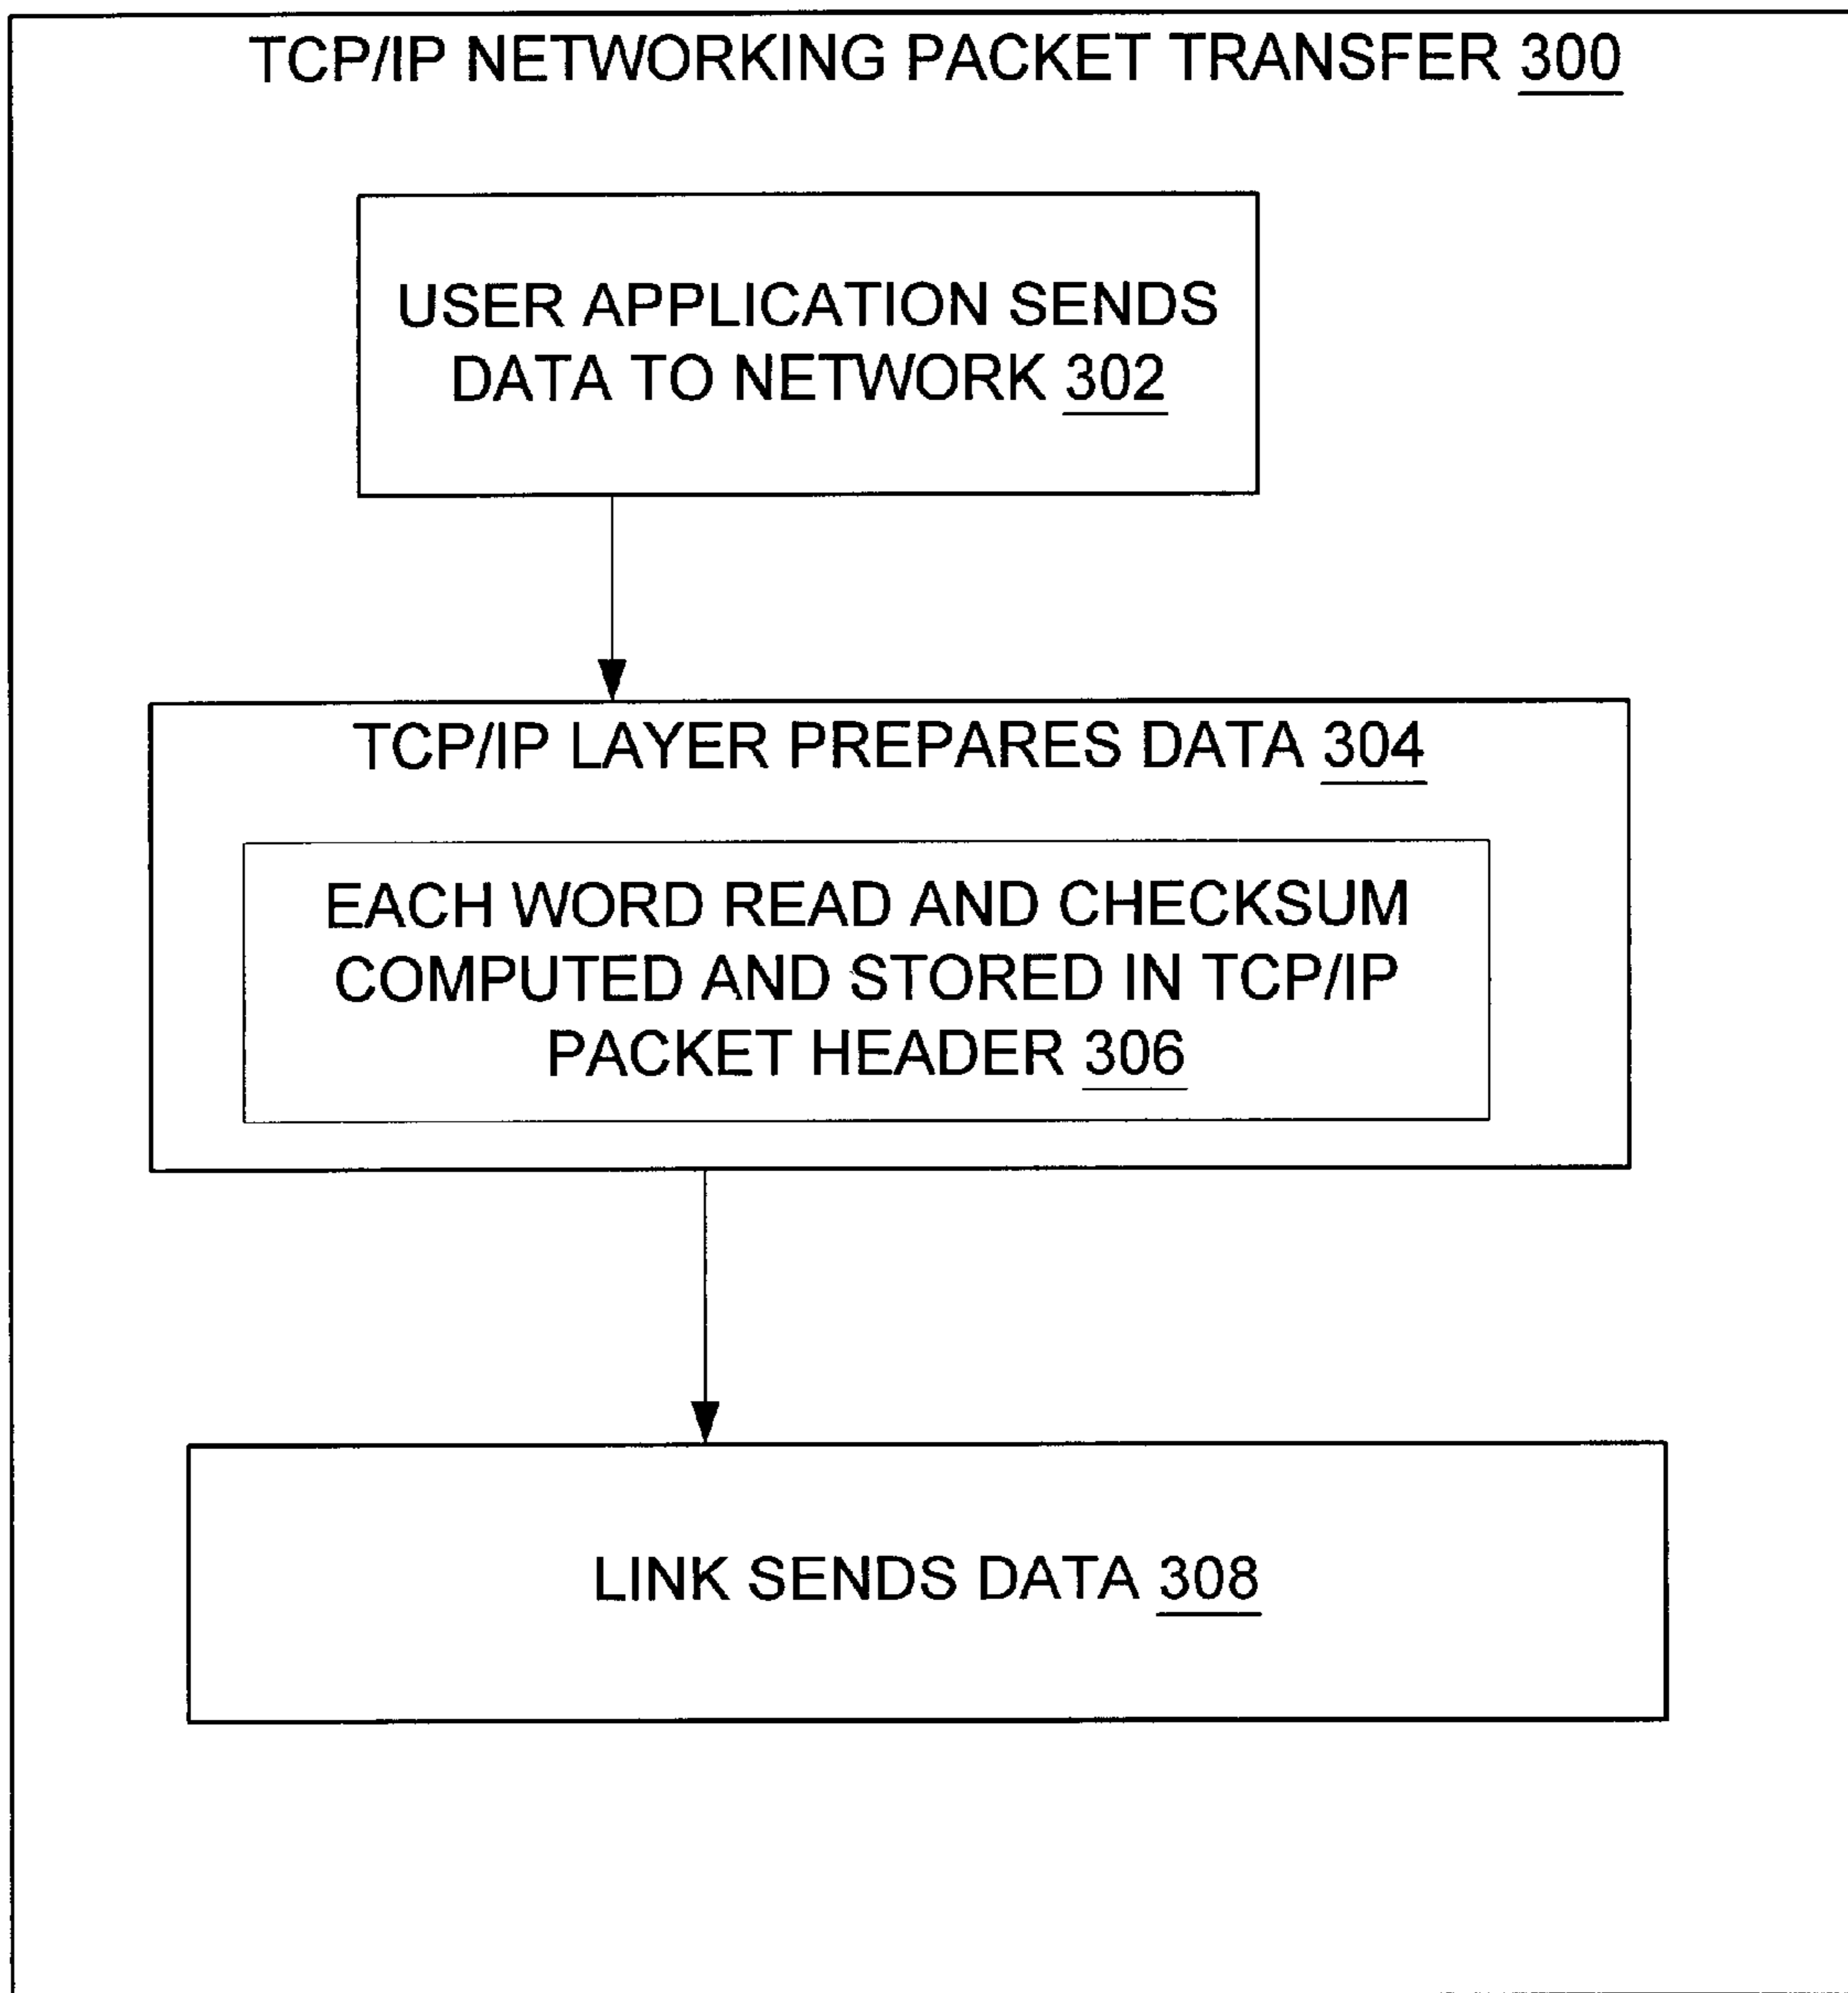 TCP/IP NETWORKING PACKET TRANSFER 300
USER APPLICATION SENDS
DATA TO NETWORK 302
TCP/IP LAYER PREPARES DATA 304
EACH WORD READ AND CHECKSUM
COMPUTED AND STORED IN TCP/IP
PACKET HEADER 306
LINK SENDS DATA 308